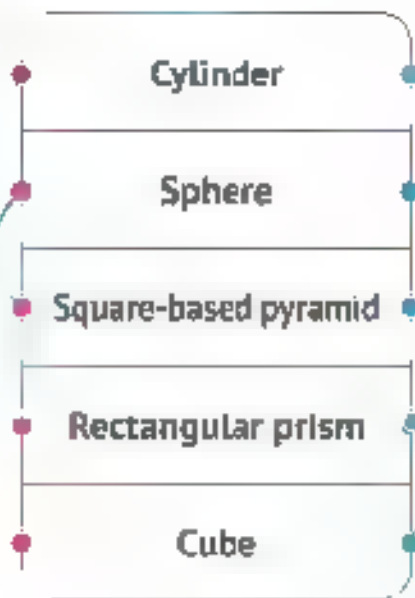 Cylinder
Sphere
Square-based pyramid
Rectangular prism
Cube